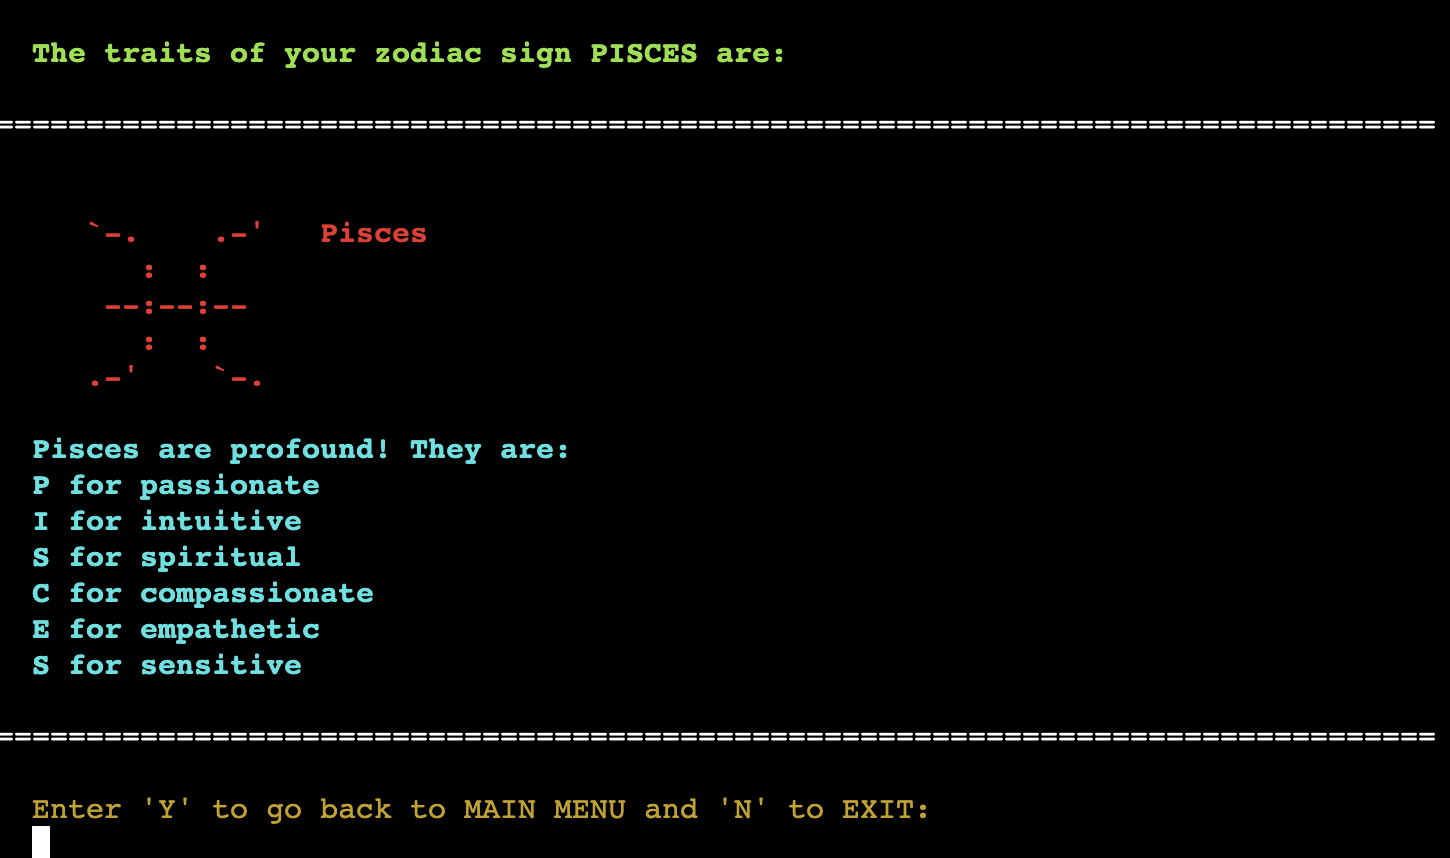 The traits of your zodiac sign PISCES are:
================================================================================
`-.     .-'   Pisces
:  :
--:--:--
:  :
.-'    `-.
Pisces are profound! They are:
P for passionate
I for intuitive
S for spiritual
C for compassionate
E for empathetic
S for sensitive
================================================================================
Enter 'Y' to go back to MAIN MENU and 'N' to EXIT: